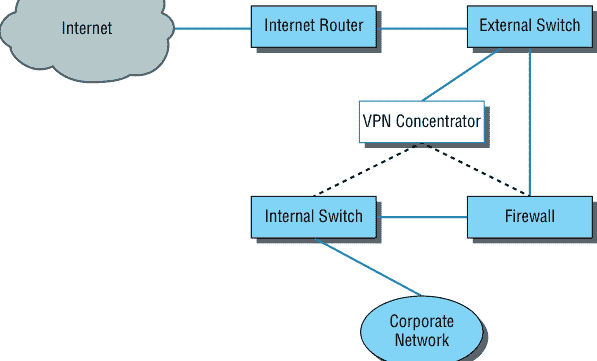 Internet
Internet Router
External Switch
VPN Concentrator
Internal Switch
Firewall
Corporate
Network